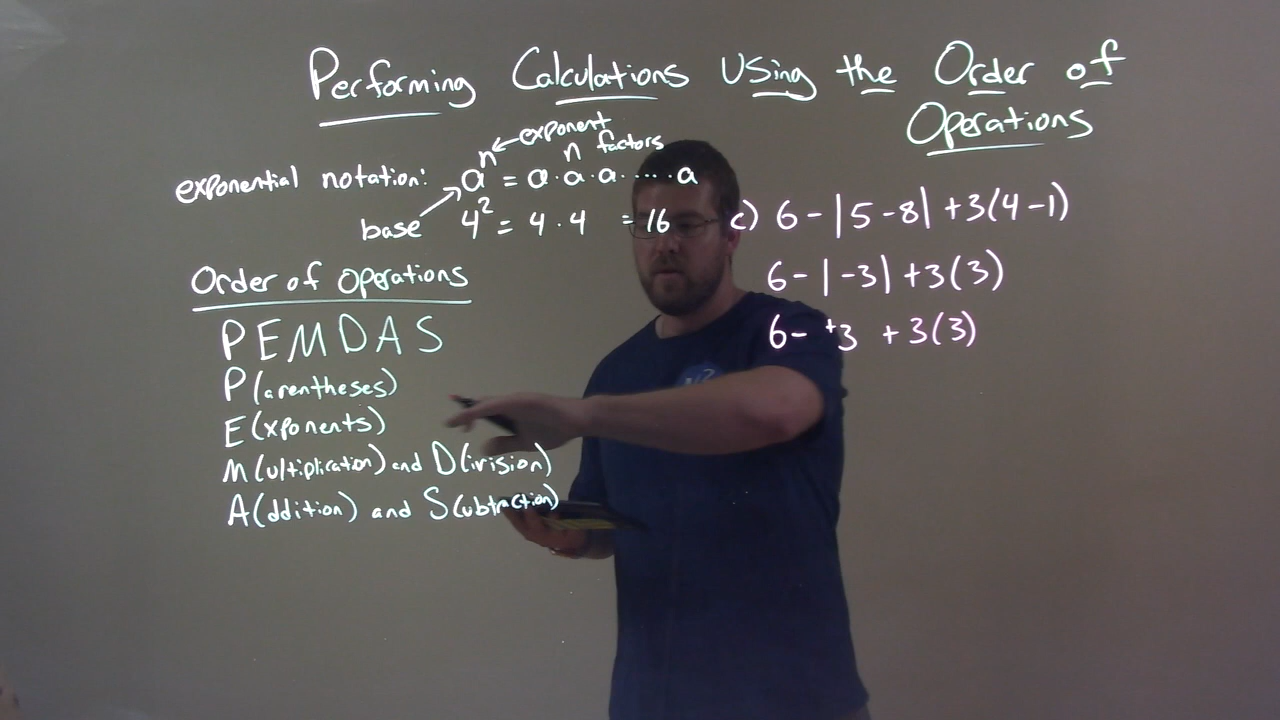 Performing Calculations Using the Order of
Operations
exponent
n factors
exponential notation: aⁿ = a·a·a·....·a
base
4² = 4·4 = 16
Order of Operations
PEMDAS
P(arentheses)
E(xponents)
M(ultiplication) and D(ivision)
A(ddition) and S(ubtraction)
c) 6-|5-8|+3(4-1)
6-|-3|+3(3)
6-+3 +3(3)